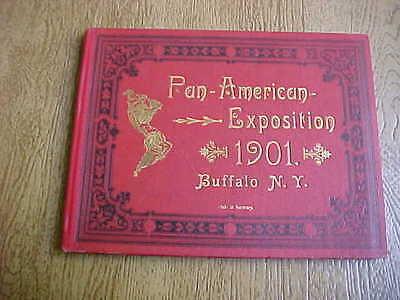 Pan-American-
Exposition
1901.
Buffalo N.Y.